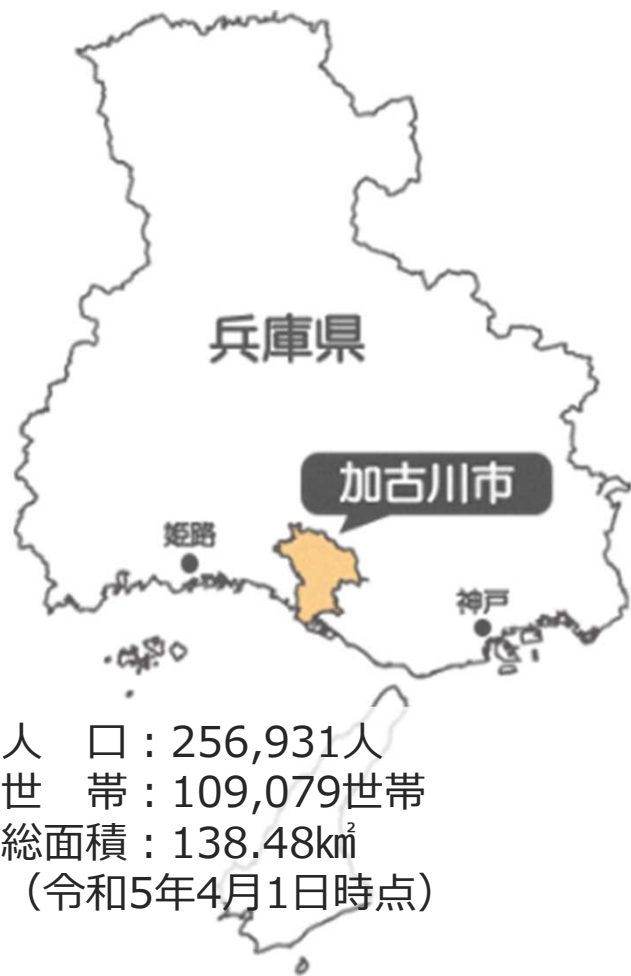 兵庫県
加古川市
姫路
神戸
人　口：256,931人
世　帯：109,079世帯
総面積：138.48㎢
（令和5年4月1日時点）